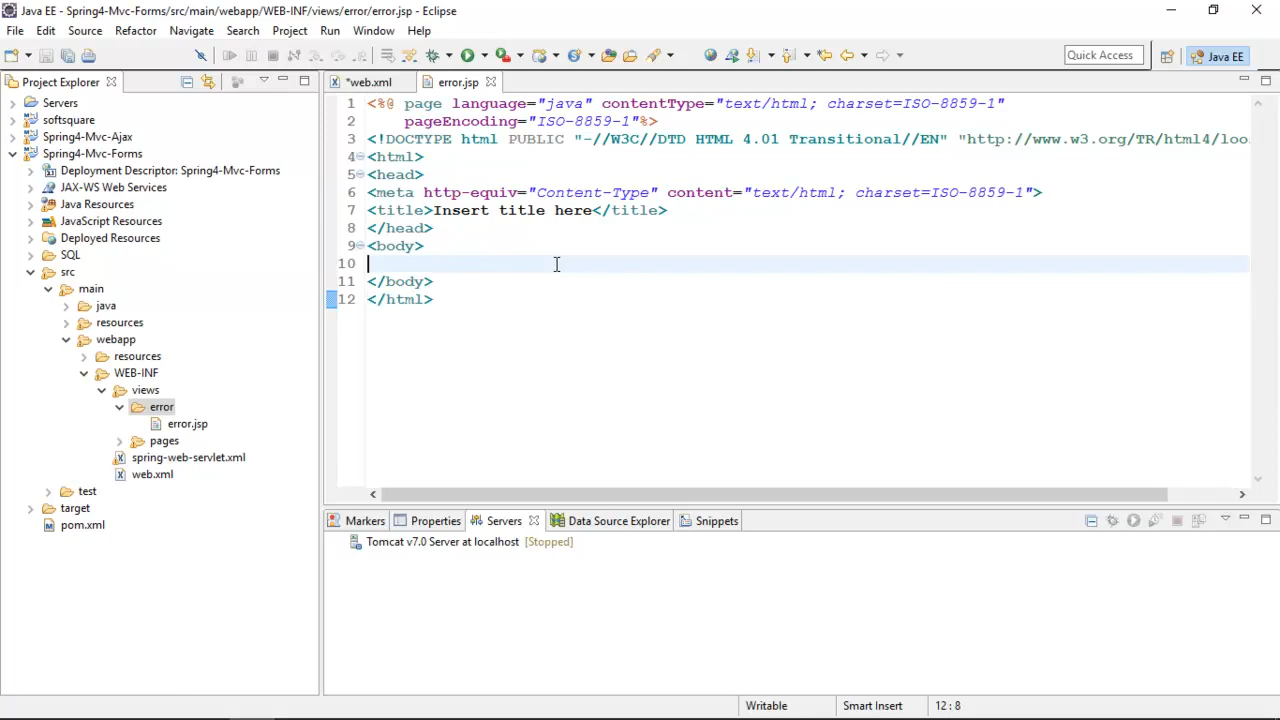 Java EE - Spring4-Mvc-Forms/src/main/webapp/WEB-INF/views/error/error.jsp - Eclipse
File Edit Source Refactor Navigate Search Project Run Window Help
Quick Access Java EE
Project Explorer
Servers
softsquare
Spring4-Mvc-Ajax
Spring4-Mvc-Forms
Deployment Descriptor: Spring4-Mvc-Forms
JAX-WS Web Services
Java Resources
JavaScript Resources
Deployed Resources
SQL
src
main
java
resources
webapp
resources
WEB-INF
views
error
error.jsp
pages
spring-web-servlet.xml
web.xml
test
target
pom.xml
*web.xml error.jsp
1 <%@ page language="java" contentType="text/html; charset=ISO-8859-1"
2 pageEncoding="ISO-8859-1"%>
3 <!DOCTYPE html PUBLIC "-//W3C//DTD HTML 4.01 Transitional//EN" "http://www.w3.org/TR/html4/loo
4 <html>
5 <head>
6 <meta http-equiv="Content-Type" content="text/html; charset=ISO-8859-1">
7 <title>Insert title here</title>
8 </head>
9 <body>
10
11 </body>
12 </html>
Markers Properties Servers Data Source Explorer Snippets
Tomcat v7.0 Server at localhost [Stopped]
Writable Smart Insert 12 : 8